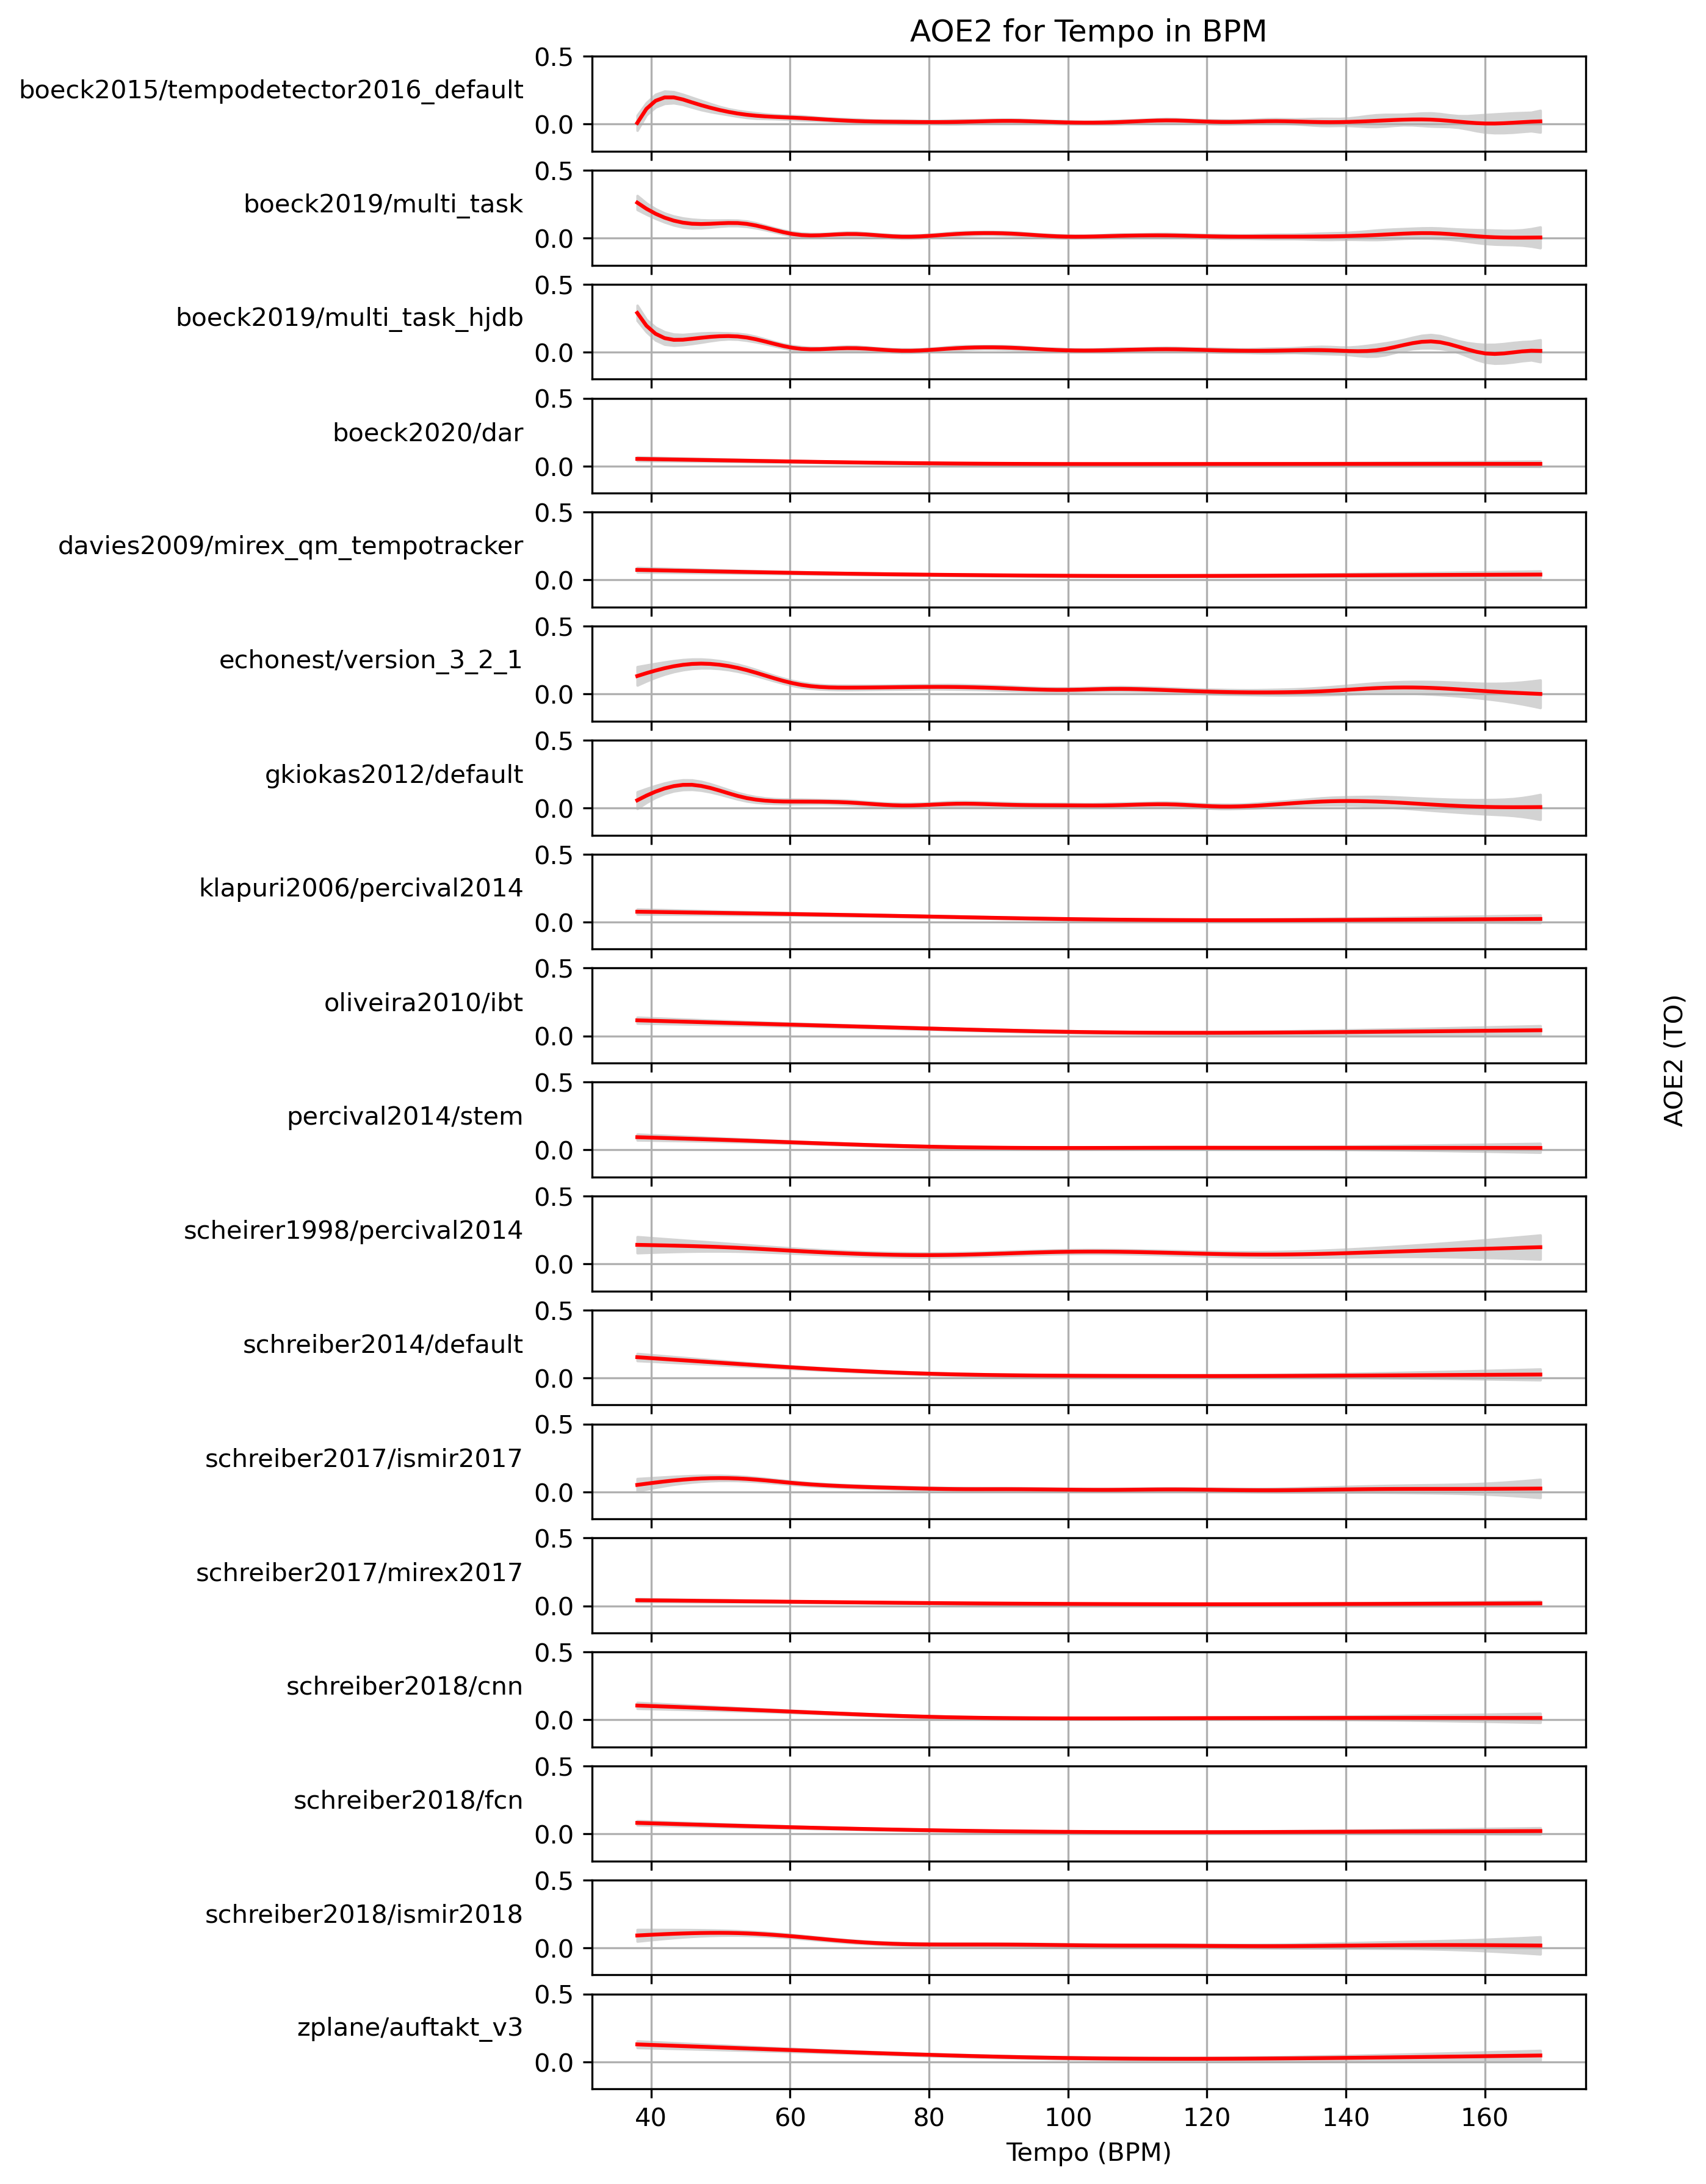 AOE2 for Tempo in BPM
boeck2015/tempodetector2016_default
0.5
0.0
boeck2019/multi_task
0.5
0.0
boeck2019/multi_task_hjdb
0.5
0.0
boeck2020/dar
0.5
0.0
davies2009/mirex_qm_tempotracker
0.5
0.0
echonest/version_3_2_1
0.5
0.0
gkiokas2012/default
0.5
0.0
klapuri2006/percival2014
0.5
0.0
oliveira2010/ibt
0.5
0.0
percival2014/stem
0.5
0.0
scheirer1998/percival2014
0.5
0.0
schreiber2014/default
0.5
0.0
schreiber2017/ismir2017
0.5
0.0
schreiber2017/mirex2017
0.5
0.0
schreiber2018/cnn
0.5
0.0
schreiber2018/fcn
0.5
0.0
schreiber2018/ismir2018
0.5
0.0
zplane/auftakt_v3
0.5
0.0
40 60 80 100 120 140 160
Tempo (BPM)
AOE2 (TO)